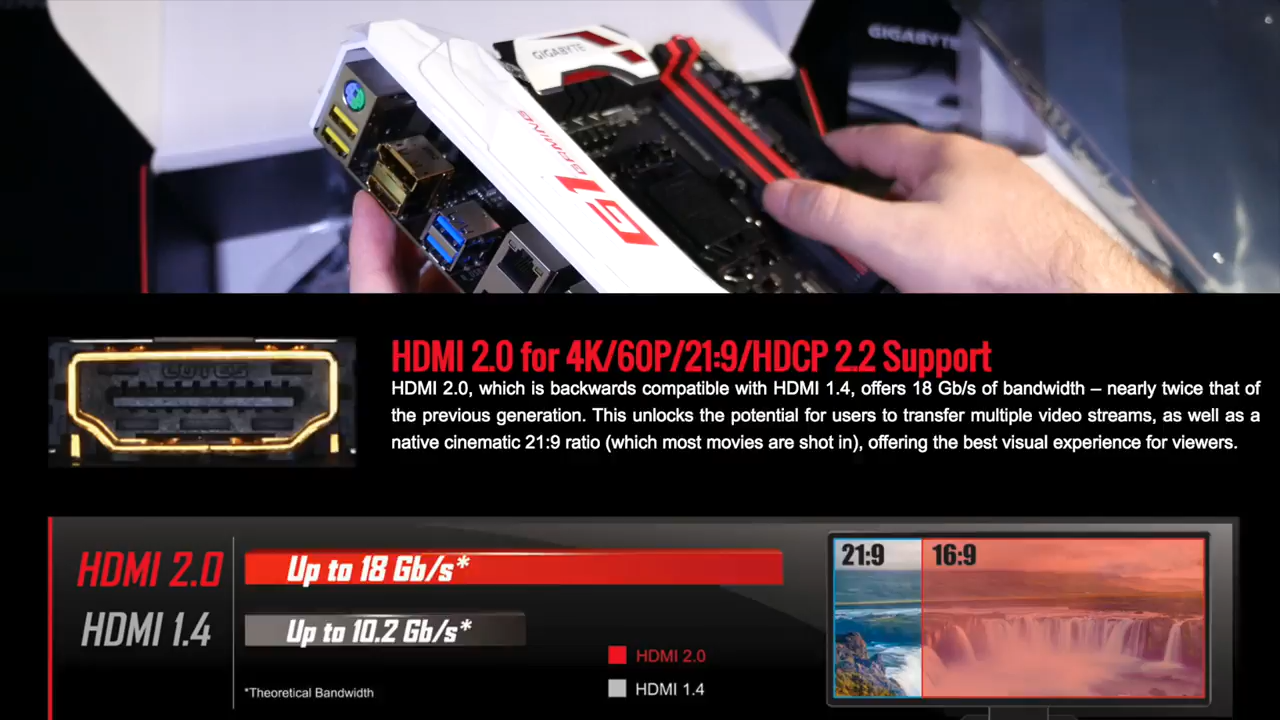 GIGABYTE
GIGABYTE
G1 GAMING
LOTES
HDMI 2.0 for 4K/60P/21:9/HDCP 2.2 Support
HDMI 2.0, which is backwards compatible with HDMI 1.4, offers 18 Gb/s of bandwidth – nearly twice that of
the previous generation. This unlocks the potential for users to transfer multiple video streams, as well as a
native cinematic 21:9 ratio (which most movies are shot in), offering the best visual experience for viewers.
HDMI 2.0
Up to 18 Gb/s*
HDMI 1.4
Up to 10.2 Gb/s*
*Theoretical Bandwidth
HDMI 2.0
HDMI 1.4
21:9
16:9